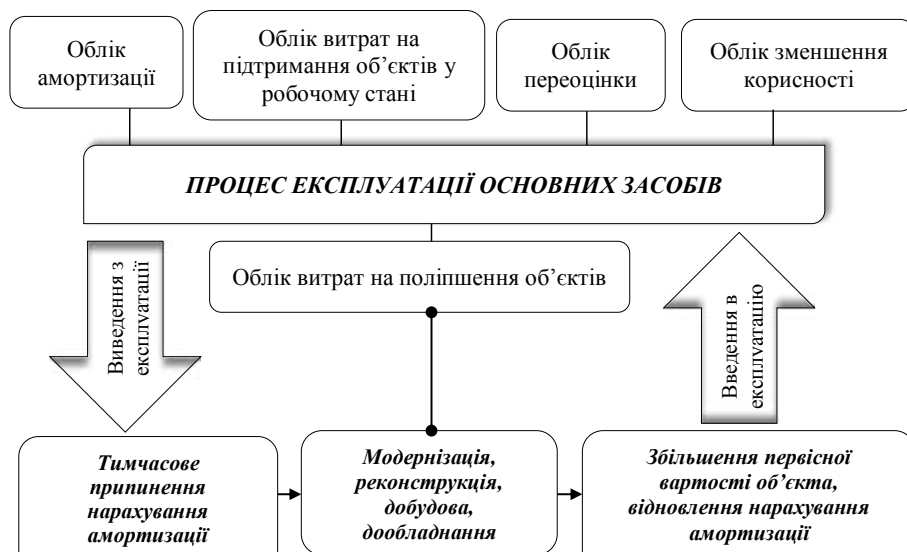 Облік
амортизації
Облік витрат на
підтримання об’єктів у
робочому стані
Облік
переоцінки
Облік зменшення
корисності
ПРОЦЕС ЕКСПЛУАТАЦІЇ ОСНОВНИХ ЗАСОБІВ
Виведення з
експлуатації
Облік витрат на поліпшення об’єктів
Введення в
експлуатацію
Тимчасове
припинення
нарахування
амортизації
Модернізація,
реконструкція,
добудова,
дообладнання
Збільшення первісної
вартості об’єкта,
відновлення нарахування
амортизації